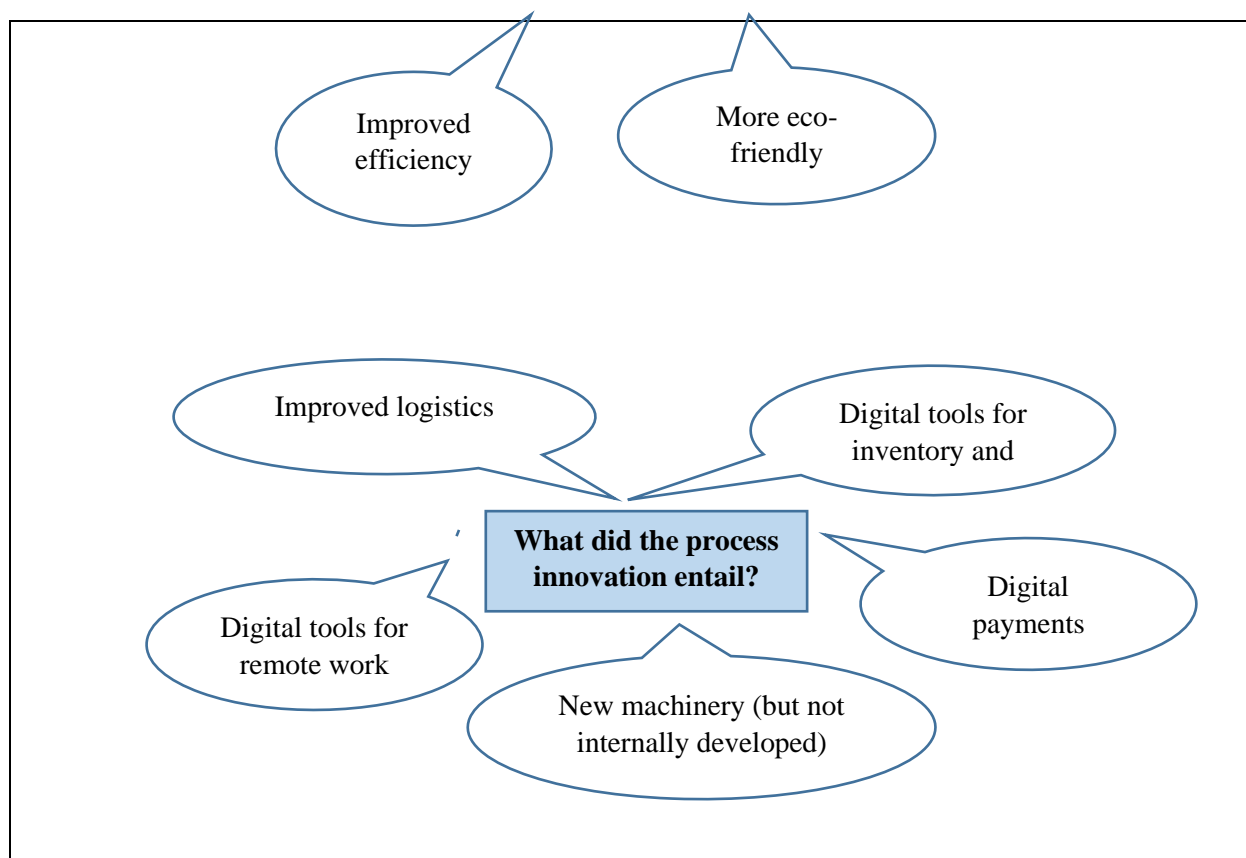 Improved
efficiency
More eco-
friendly
Improved logistics
Digital tools for
inventory and
What did the process
innovation entail?
Digital
payments
Digital tools for
remote work
New machinery (but not
internally developed)